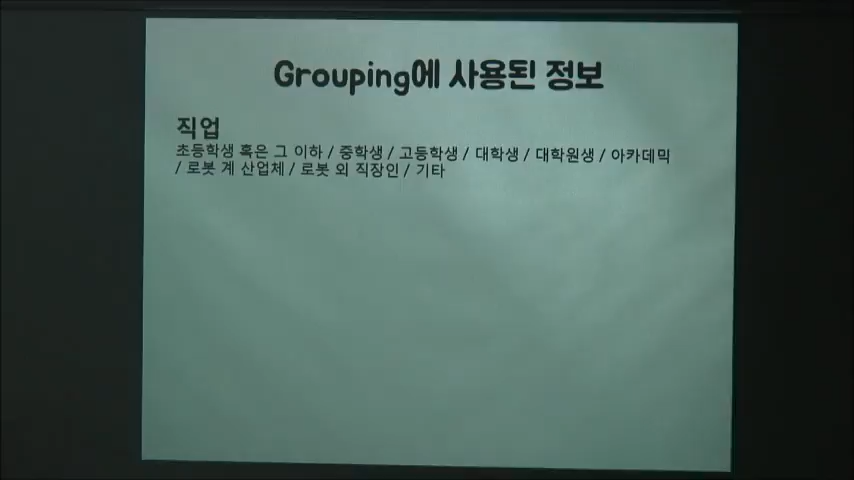 Grouping에 사용된 정보
직업
초등학생 혹은 그 이하 / 중학생 / 고등학생 / 대학생 / 대학원생 / 아카데믹
/ 로봇 계 산업체 / 로봇 외 직장인 / 기타